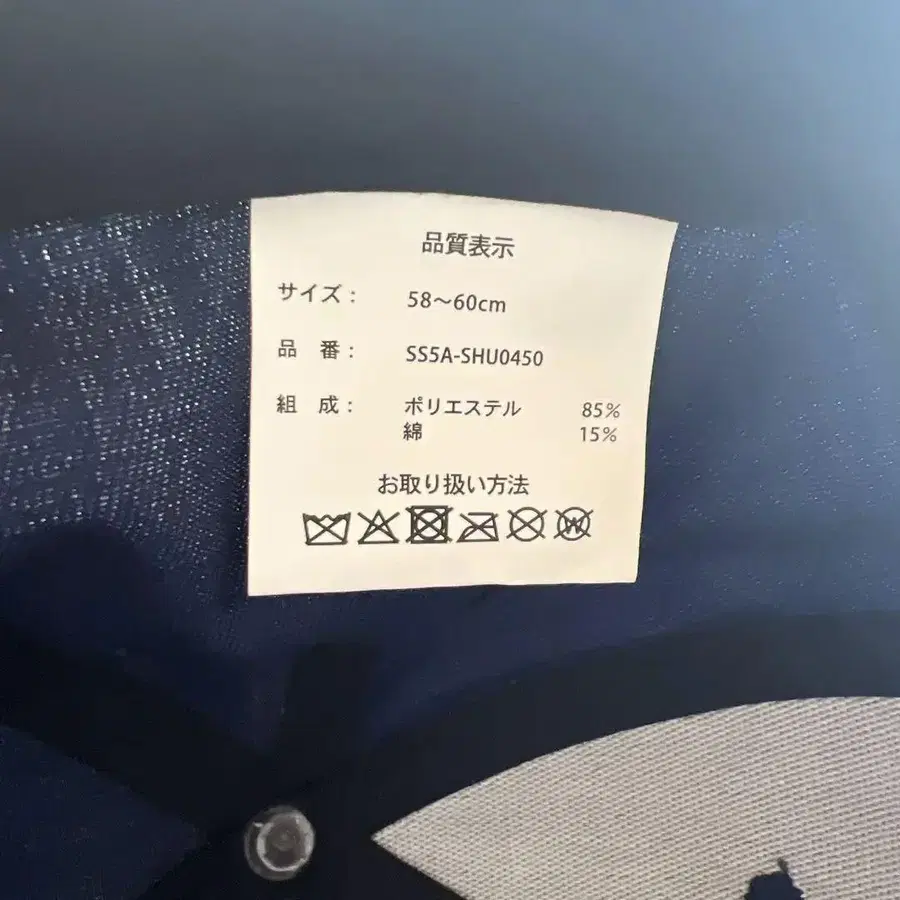 品質表示
サイズ： 58〜60cm
品　番： SS5A-SHU0450
組　成： ポリエステル 85%
綿 15%
お取り扱い方法